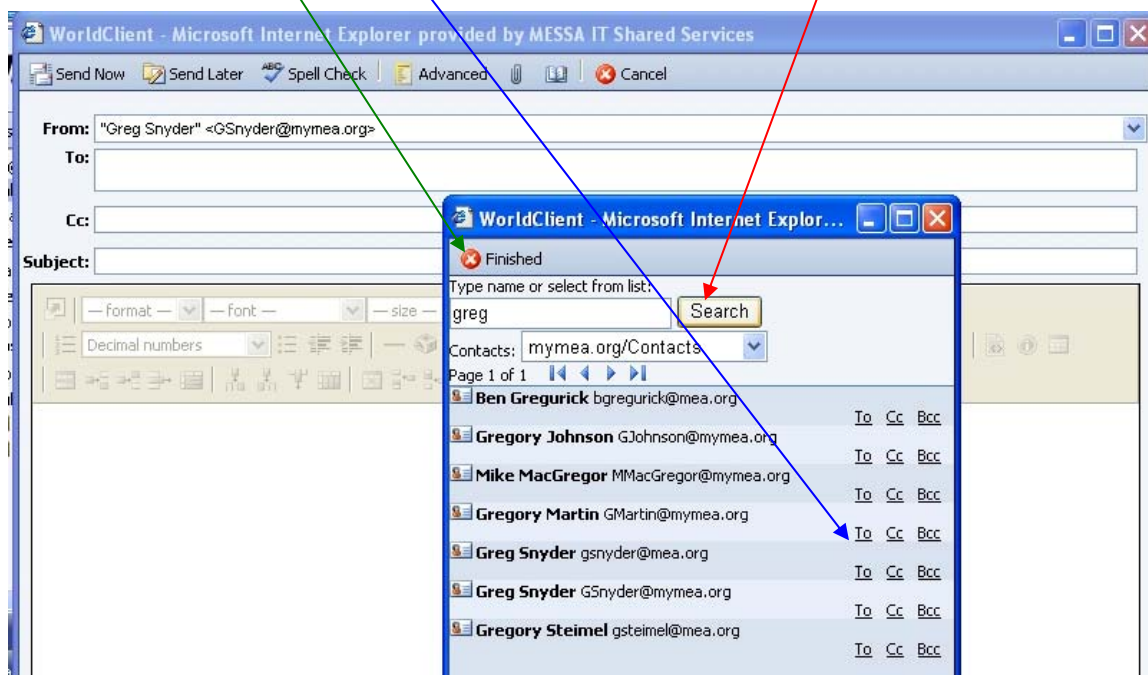 WorldClient - Microsoft Internet Explorer provided by MESSA IT Shared Services
Send Now Send Later ABC Spell Check Advanced Cancel
From: "Greg Snyder" <GSnyder@mymea.org>
To:
Cc:
Subject:
— format — — font — — size —
Decimal numbers
WorldClient - Microsoft Internet Explor...
Finished
Type name or select from list:
greg Search
Contacts: mymea.org/Contacts
Page 1 of 1
Ben Gregurick bgregurick@mea.org
To Cc Bcc
Gregory Johnson GJohnson@mymea.org
To Cc Bcc
Mike MacGregor MMacGregor@mymea.org
To Cc Bcc
Gregory Martin GMartin@mymea.org
To Cc Bcc
Greg Snyder gsnyder@mea.org
To Cc Bcc
Greg Snyder GSnyder@mymea.org
To Cc Bcc
Gregory Steimel gsteimel@mea.org
To Cc Bcc